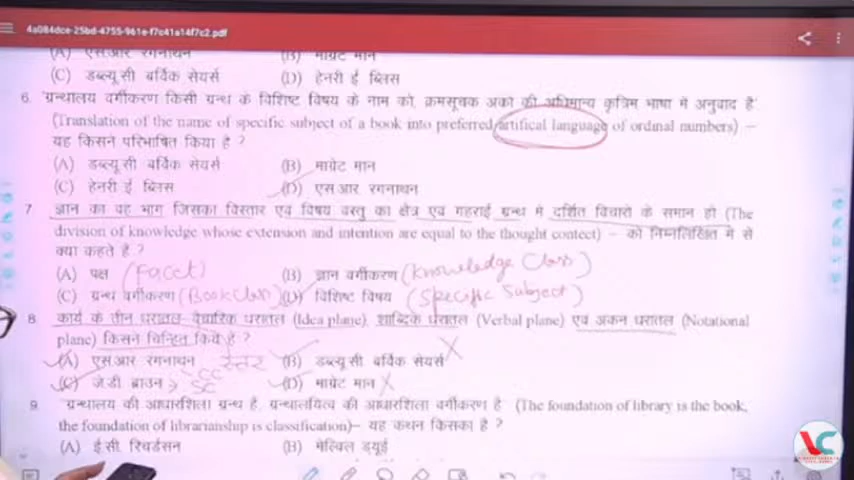 4a084dce-25bd-4755-961e-f7c41a14f7c2.pdf
(A) एस.आर रंगनाथन (B) माग्रेट मान
(C) डब्ल्यू.सी बर्विक सेयर्स (D) हेनरी ई ब्लिस
6. 'ग्रन्थालय वर्गीकरण किसी ग्रन्थ के विशिष्ट विषय के नाम को, क्रमसूचक अंको की अधिमान्य कृत्रिम भाषा में अनुवाद है'
(Translation of the name of specific subject of a book into preferred artifical language of ordinal numbers) –
यह किसने परिभाषित किया है ?
(A) डब्ल्यू.सी बर्विक सेयर्स (B) माग्रेट मान
(C) हेनरी ई ब्लिस (D) एस.आर रंगनाथन
7. ज्ञान का वह भाग जिसका विस्तार एवं विषय वस्तु का क्षेत्र एवं गहराई ग्रन्थ में दर्शित विचारो के समान हो (The
division of knowledge whose extension and intention are equal to the thought contect) – को निम्नलिखित में से
क्या कहते है ?
(A) पक्ष (Facet) (B) ज्ञान वर्गीकरण (Knowledge Class)
(C) ग्रन्थ वर्गीकरण (Book Class) (D) विशिष्ट विषय (Specific Subject)
8. कार्य के तीन धरातल वैचारिक धरातल (Idea plane), शाब्दिक धरातल (Verbal plane) एवं अंकन धरातल (Notational
plane) किसने चिन्हित किये है ?
(A) एस.आर रंगनाथन (B) डब्ल्यू.सी बर्विक सेयर्स X
(C) जे.डी ब्राउन > SC (D) माग्रेट मान X
9. 'ग्रन्थालय की आधारशिला ग्रन्थ है, ग्रन्थालयित्व की आधारशिला वर्गीकरण है' (The foundation of library is the book,
the foundation of librarianship is classification)– यह कथन किसका है ?
(A) ई.सी. रिचर्डसन (B) मेल्विल ड्यूई
VC